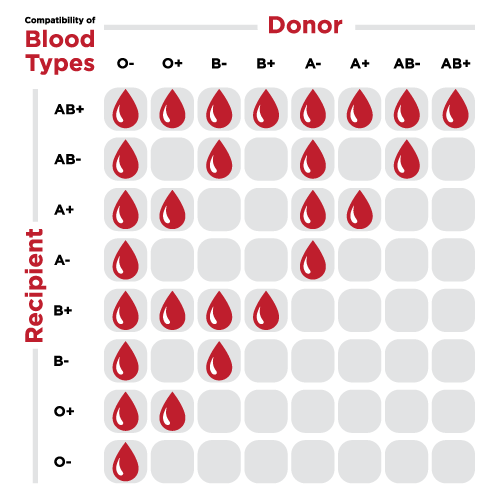 Compatibility of
Blood
Types
Donor
O- O+ B- B+ A- A+ AB- AB+
Recipient
AB+
AB-
A+
A-
B+
B-
O+
O-